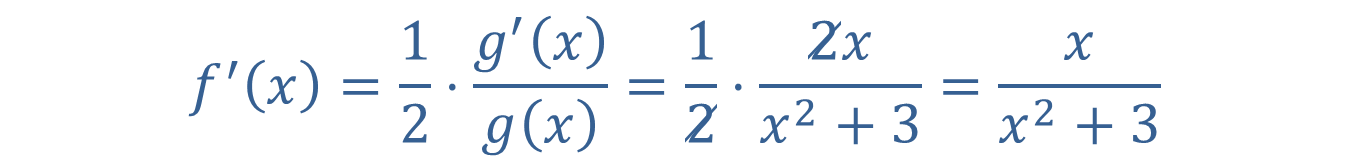 f′(x) = 1/2 · g′(x)/g(x) = 1/2 · 2x/(x² + 3) = x/(x² + 3)